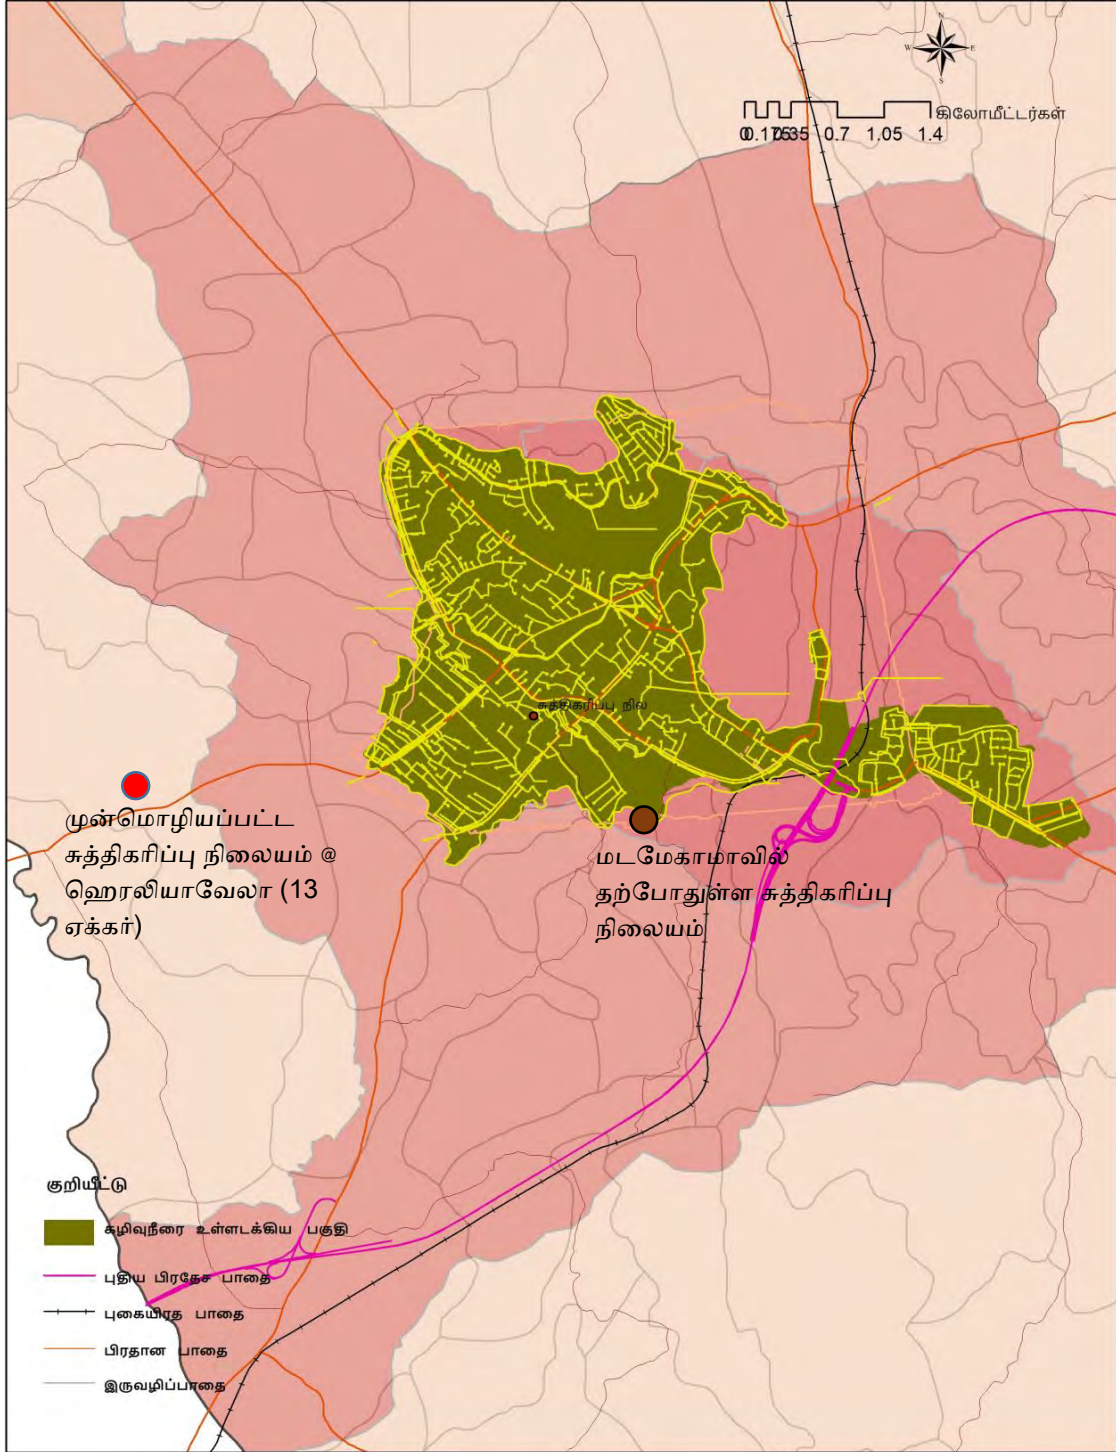 N
W E
S
கிலோமீட்டர்கள்
0 0.175 0.35 0.7 1.05 1.4
சுத்திகரிப்பு நில
முன்மொழியப்பட்ட
சுத்திகரிப்பு நிலையம் @
ஹெரலியாவேலா (13
ஏக்கர்)
மடமேகாமாவில்
தற்போதுள்ள சுத்திகரிப்பு
நிலையம்
குறியீட்டு
கழிவுநீரை உள்ளடக்கிய பகுதி
புதிய பிரதேச பாதை
புகையிரத பாதை
பிரதான பாதை
இருவழிப்பாதை